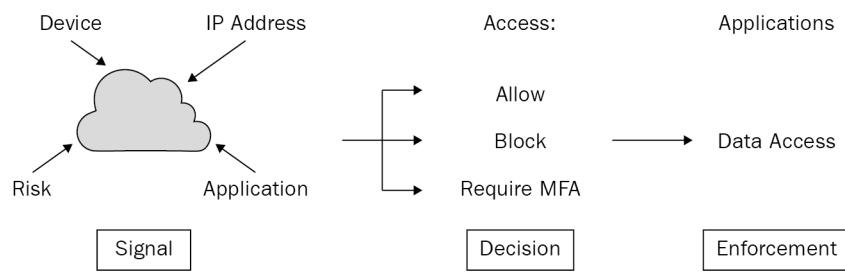 Device
IP Address
Access:
Applications
Allow
Block
Data Access
Risk
Application
Require MFA
Signal
Decision
Enforcement